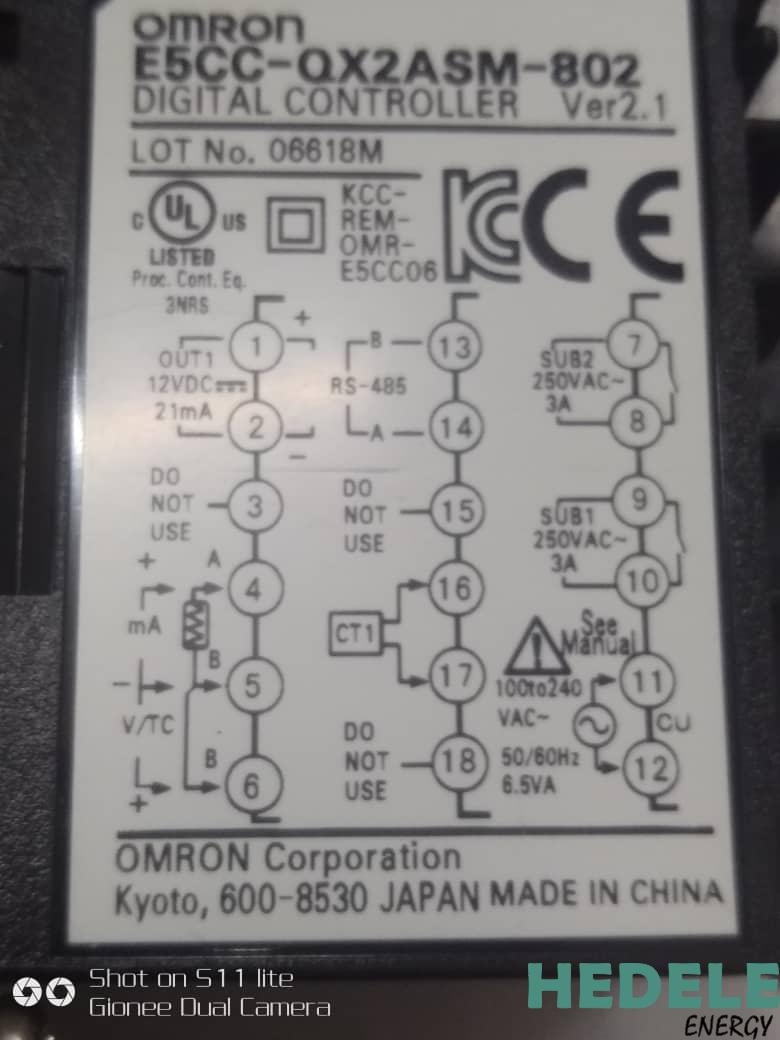 OMRON
E5CC-QX2ASM-802
DIGITAL CONTROLLER Ver2.1
LOT No. 06618M
C UL US
LISTED
Proc. Cont. Eq.
3NRS
KCC-
REM-
OMR-
E5CC06
KC CE
+
1
OUT1
12VDC
21mA
2
−
DO
NOT
USE
3
+
A
4
mA
B
5
−
V/TC
B
6
+
B
13
RS-485
A
14
DO
NOT
USE
15
16
CT1
17
DO
NOT
USE
18
7
SUB2
250VAC~
3A
8
9
SUB1
250VAC~
3A
10
See
Manual
11
100to240
VAC~
CU
50/60Hz
6.5VA
12
OMRON Corporation
Kyoto, 600-8530 JAPAN MADE IN CHINA
Shot on S11 lite
Gionee Dual Camera
HEDELE
ENERGY